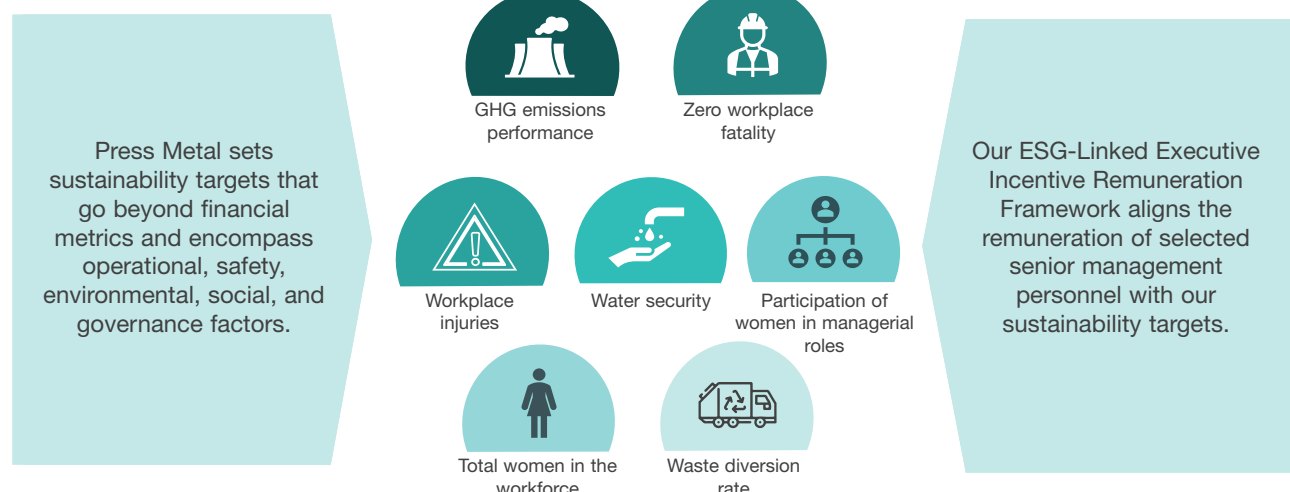 Press Metal sets
sustainability targets that
go beyond financial
metrics and encompass
operational, safety,
environmental, social, and
governance factors.
GHG emissions
performance
Zero workplace
fatality
Workplace
injuries
Water security
Participation of
women in managerial
roles
Total women in the
workforce
Waste diversion
rate
Our ESG-Linked Executive
Incentive Remuneration
Framework aligns the
remuneration of selected
senior management
personnel with our
sustainability targets.